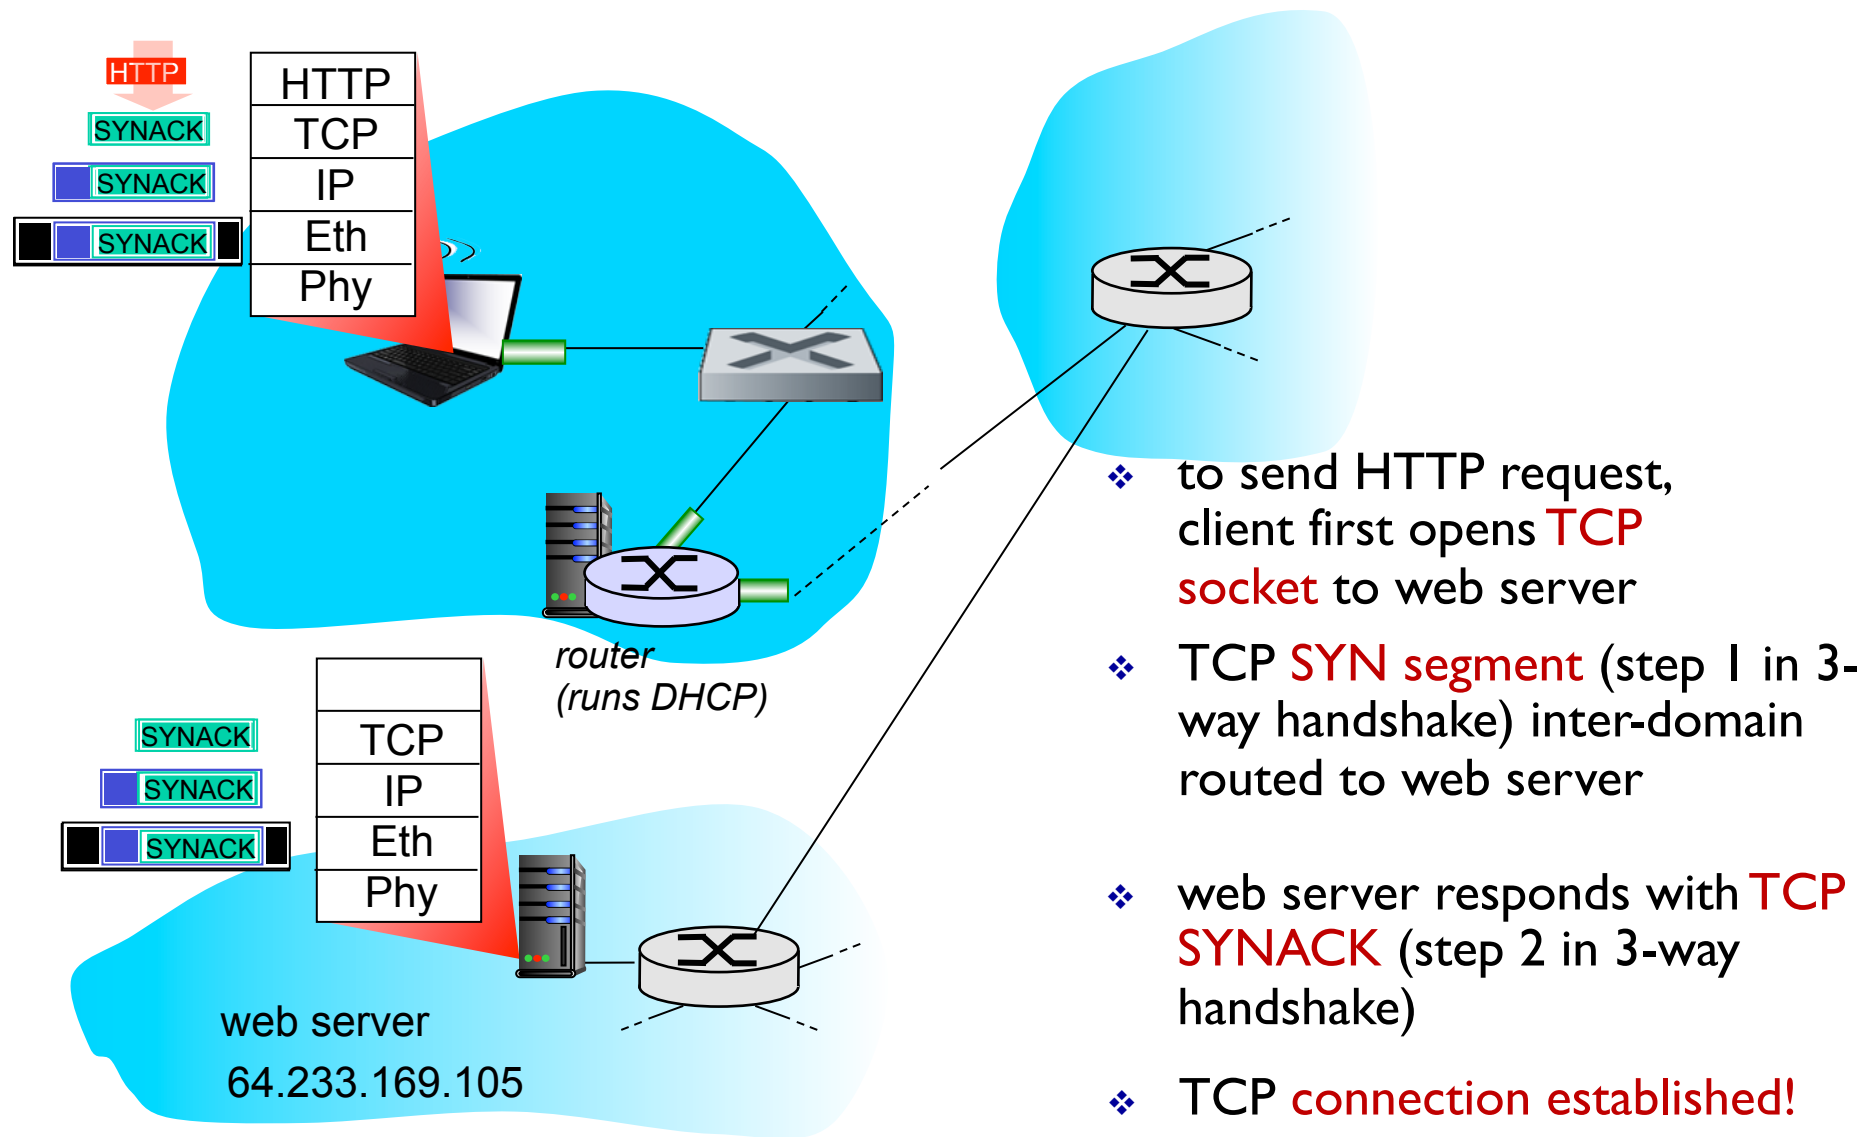 HTTP
SYNACK
SYNACK
SYNACK
HTTP
TCP
IP
Eth
Phy
router
(runs DHCP)
SYNACK
SYNACK
SYNACK
TCP
IP
Eth
Phy
web server
64.233.169.105
❖ to send HTTP request,
client first opens TCP
socket to web server
❖ TCP SYN segment (step 1 in 3-
way handshake) inter-domain
routed to web server
❖ web server responds with TCP
SYNACK (step 2 in 3-way
handshake)
❖ TCP connection established!